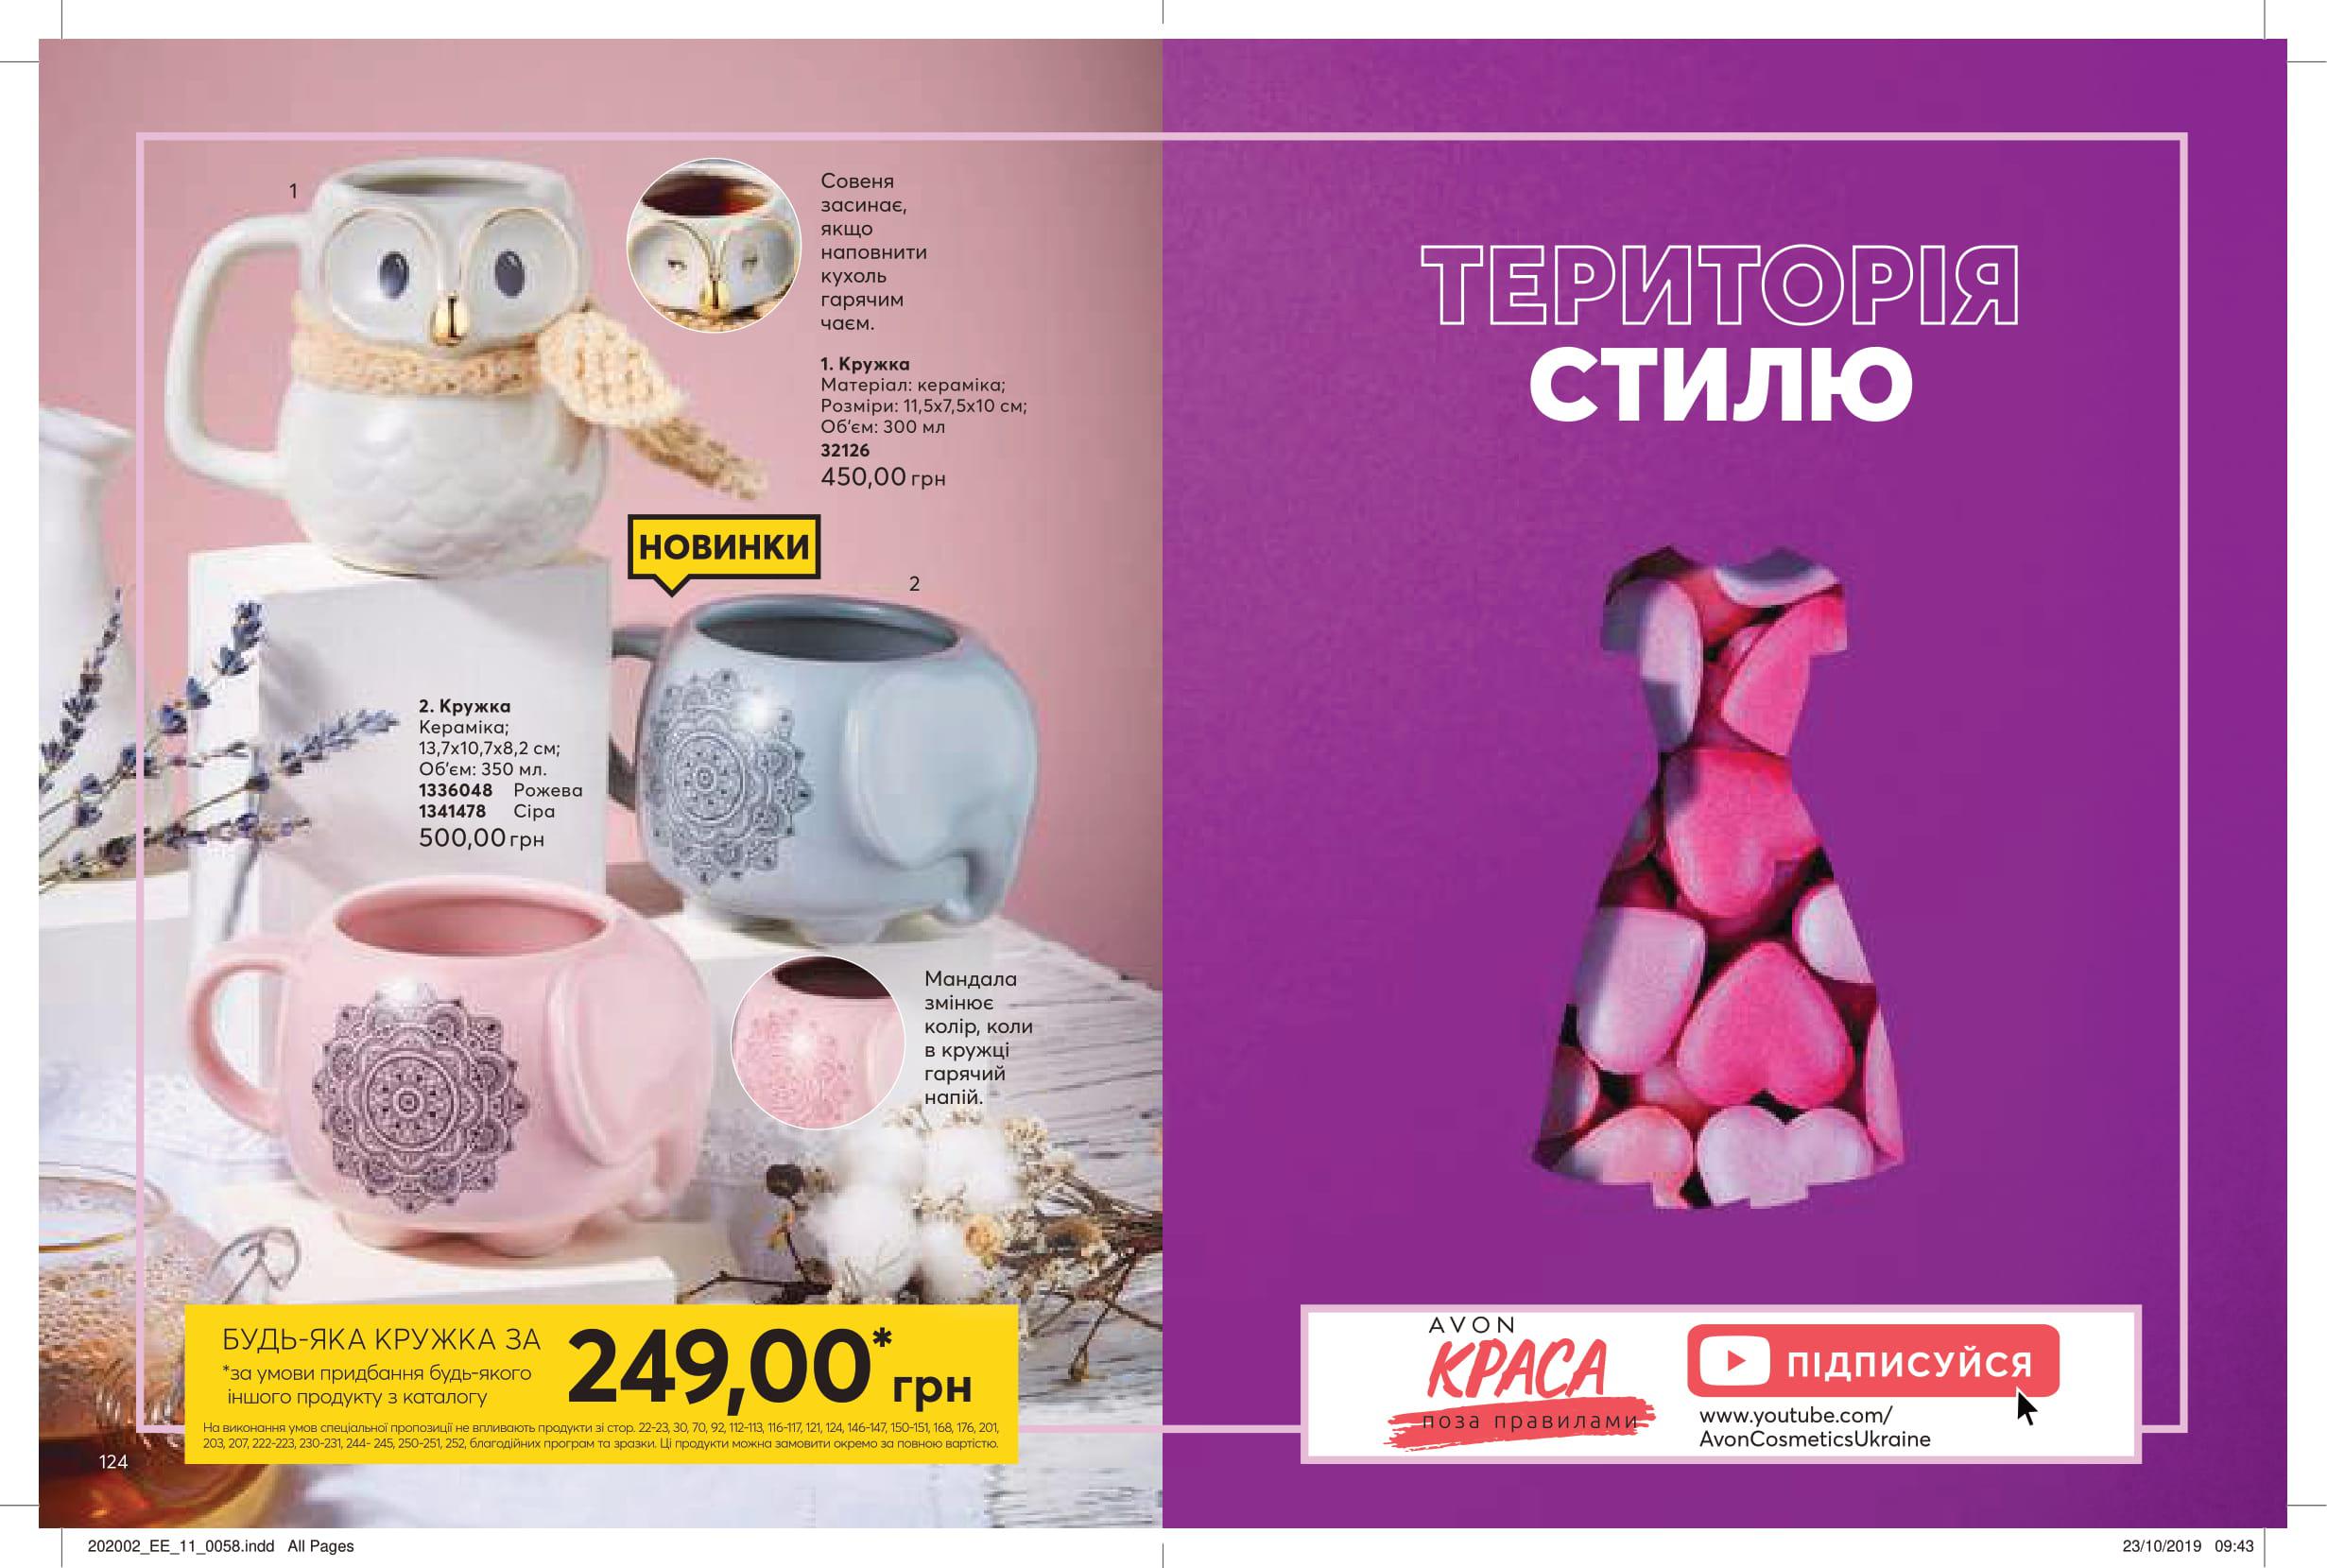 1
Совеня
засинає,
якщо
наповнити
кухоль
гарячим
чаєм.
1. Кружка
Матеріал: кераміка;
Розміри: 11,5х7,5х10 см;
Об’єм: 300 мл
32126
450,00 грн
НОВИНКИ
2
2. Кружка
Кераміка;
13,7х10,7х8,2 см;
Об’єм: 350 мл.
1336048 Рожева
1341478 Сіра
500,00 грн
Мандала
змінює
колір, коли
в кружці
гарячий
напій.
БУДЬ-ЯКА КРУЖКА ЗА
249,00* грн
*за умови придбання будь-якого
іншого продукту з каталогу
На виконання умов спеціальної пропозиції не впливають продукти зі стор. 22-23, 30, 70, 92, 112-113, 116-117, 121, 124, 146-147, 150-151, 168, 176, 201,
203, 207, 222-223, 230-231, 244- 245, 250-251, 252, благодійних програм та зразки. Ці продукти можна замовити окремо за повною вартістю.
124
ТЕРИТОРІЯ
СТИЛЮ
AVON
КРАСА
поза правилами
ПІДПИСУЙСЯ
www.youtube.com/
AvonCosmeticsUkraine
202002_EE_11_0058.indd All Pages
23/10/2019 09:43